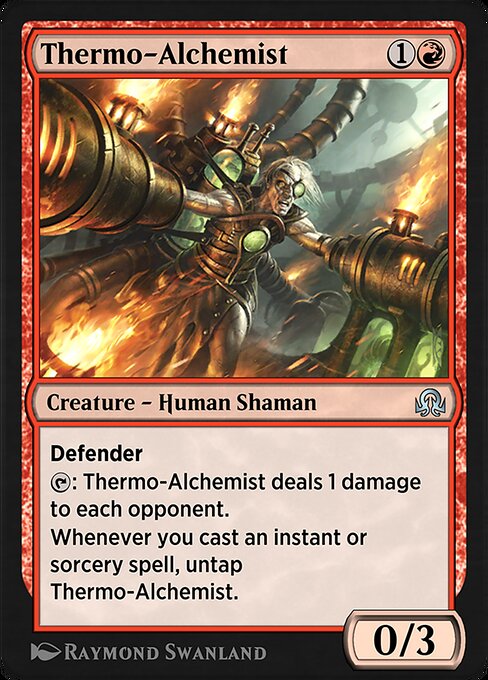 Thermo-Alchemist 1
Creature – Human Shaman
Defender
: Thermo-Alchemist deals 1 damage
to each opponent.
Whenever you cast an instant or
sorcery spell, untap
Thermo-Alchemist.
0/3
Raymond Swanland